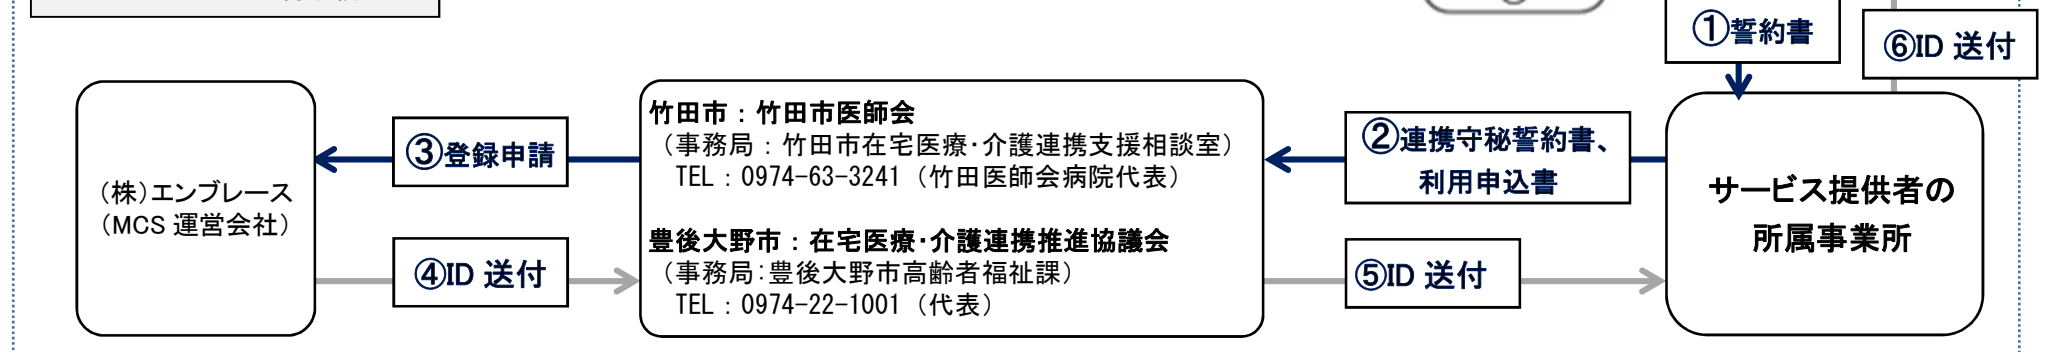 ①誓約書
⑥ID 送付
竹田市：竹田市医師会
（事務局：竹田市在宅医療・介護連携支援相談室）
TEL：0974-63-3241（竹田医師会病院代表）
豊後大野市：在宅医療・介護連携推進協議会
（事務局：豊後大野市高齢者福祉課）
TEL：0974-22-1001（代表）
③登録申請
②連携守秘誓約書、
利用申込書
（株）エンブレース
（MCS 運営会社）
サービス提供者の
所属事業所
④ID 送付
⑤ID 送付